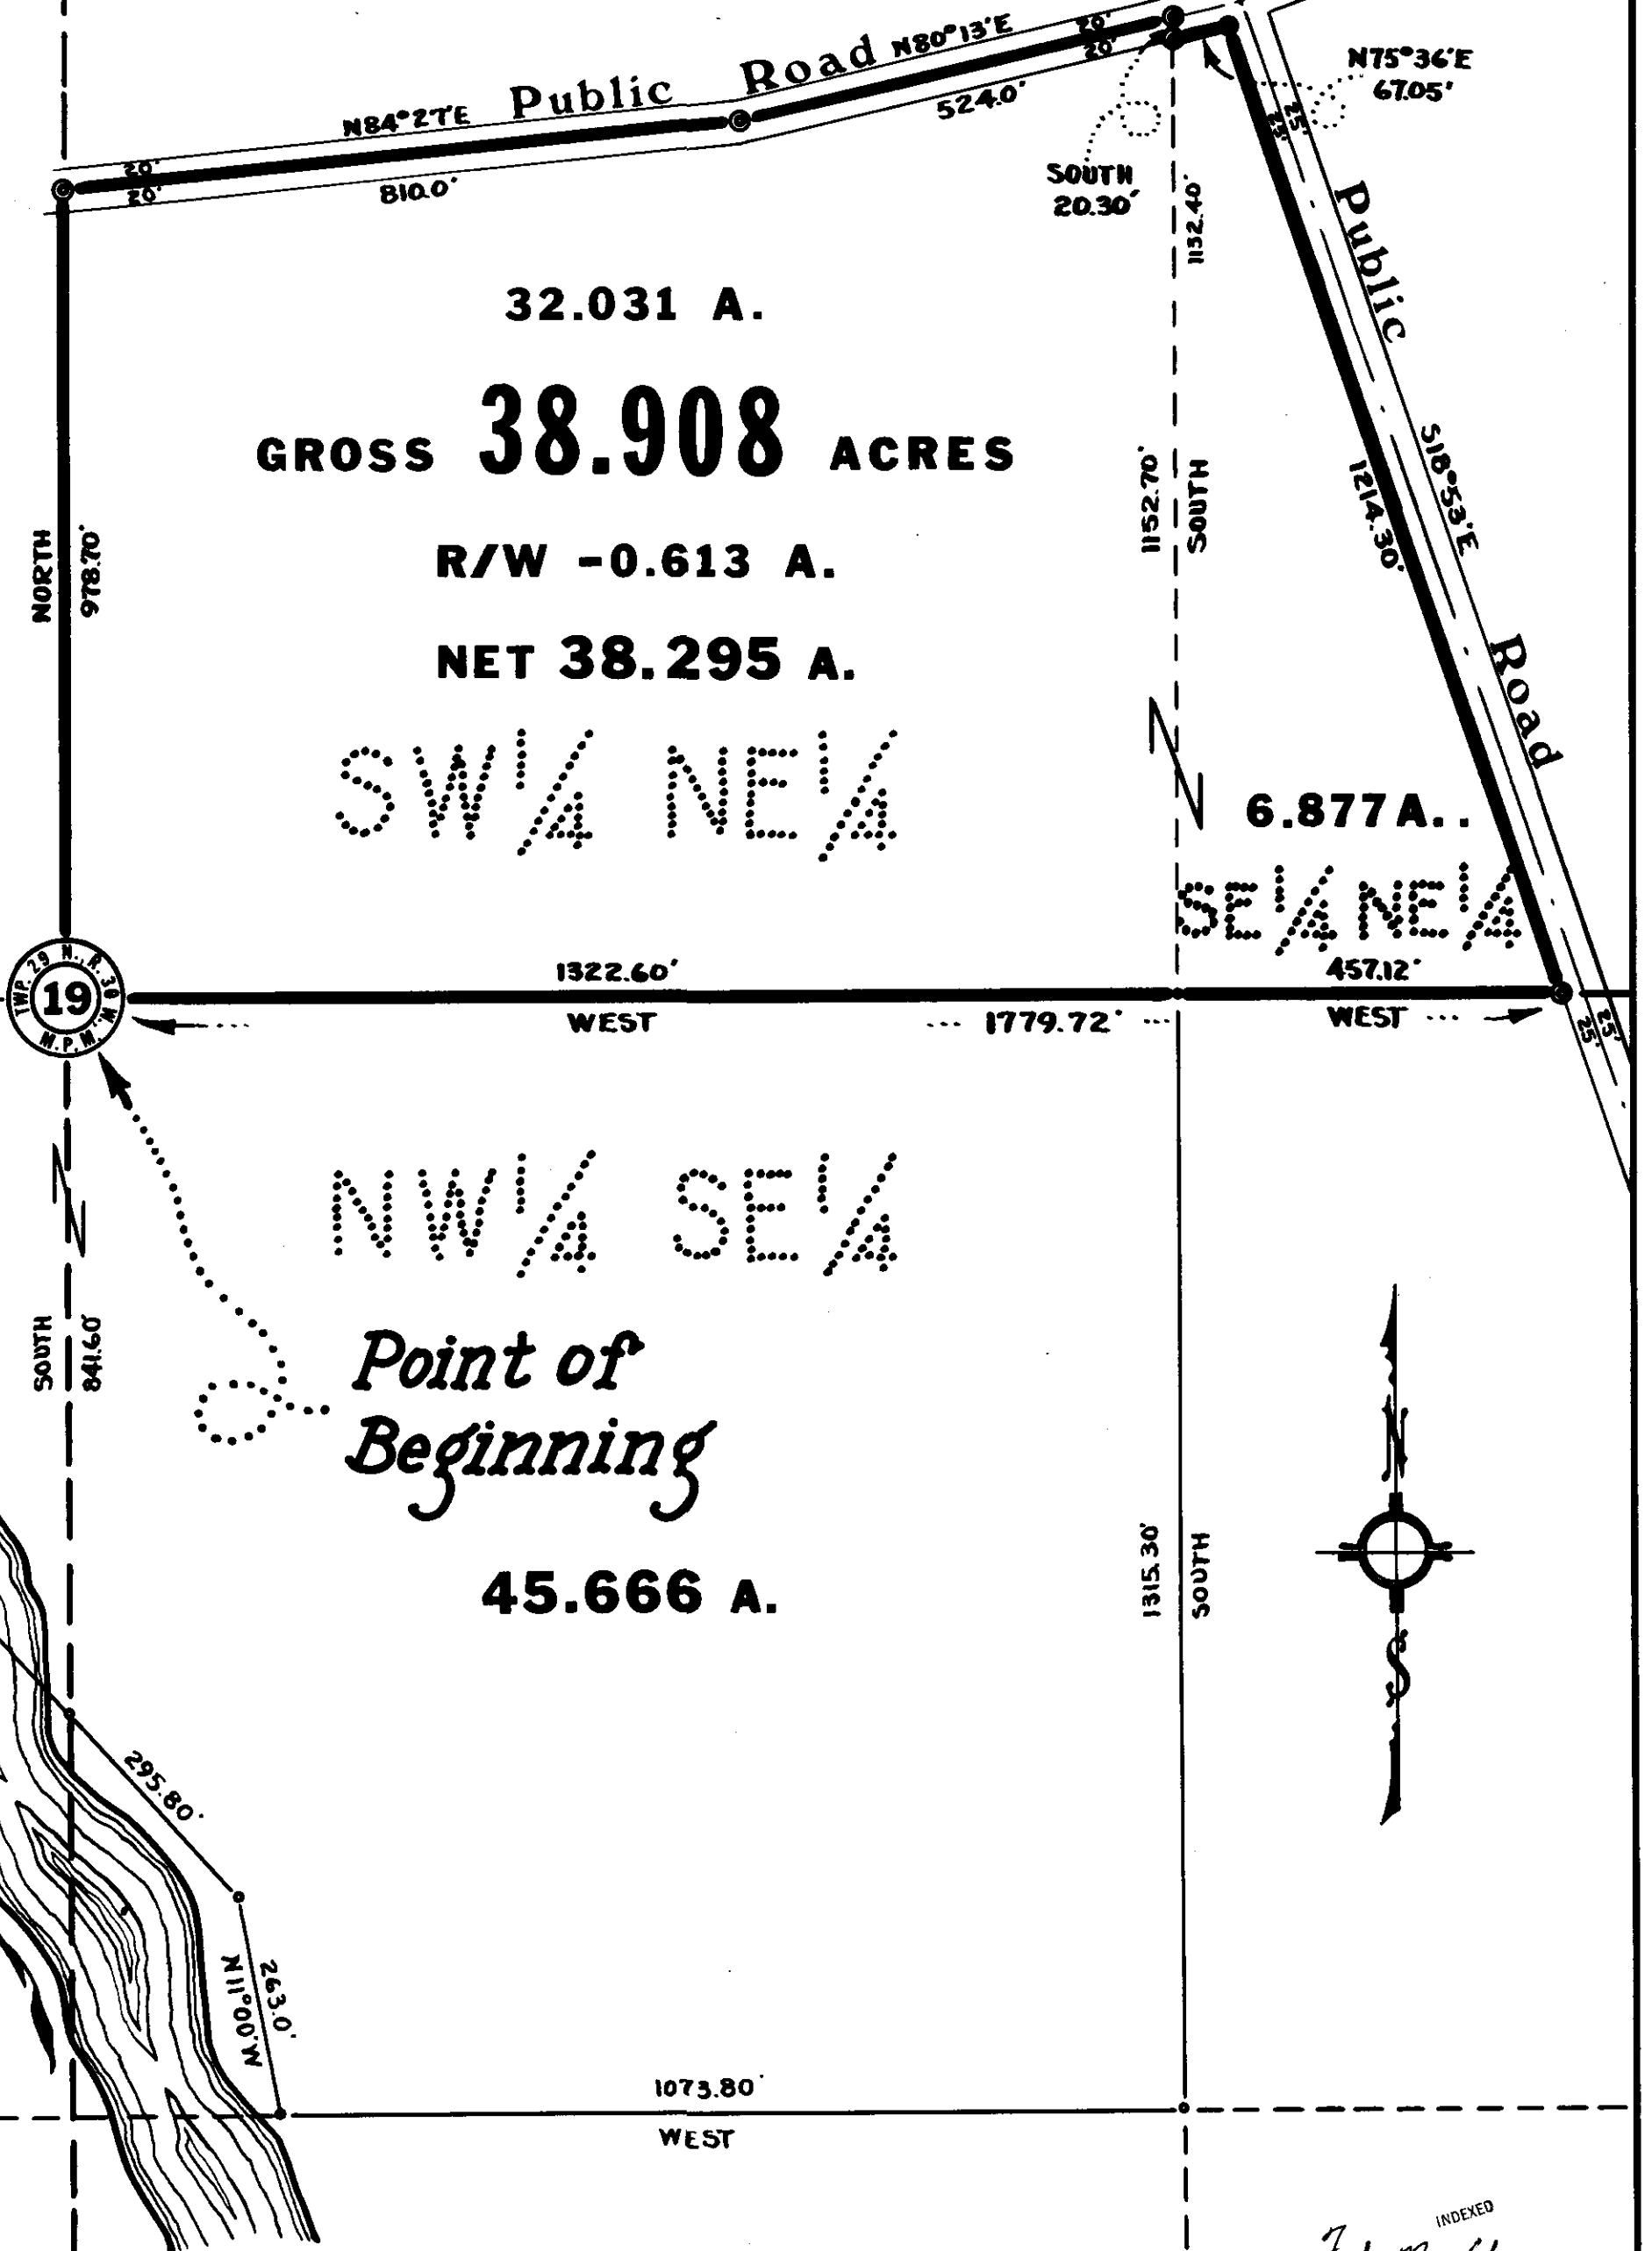 N75°36'E
67.05'
N80°13'E
20'
20'
Public Road
524.0'
N84°27'E
20'
20'
810.0'
SOUTH
20.30'
25'
25'
1132.40'
Public
32.031 A.
GROSS 38.908 ACRES
R/W -0.613 A.
NET 38.295 A.
SW1/4 NE1/4
NORTH
978.70'
1152.70'
SOUTH
S18°53'E
1214.30'
Road
6.877 A..
SE1/4 NE1/4
TWP. 29 N., R. 30 W., M.P.M.
19
1322.60'
WEST
1779.72'
457.12'
WEST
25'
25'
NW1/4 SE1/4
Point of
Beginning
45.666 A.
SOUTH
841.60'
1315.30'
SOUTH
N
S
295.80'
263.0'
N11°00'W
1073.80'
WEST
INDEXED